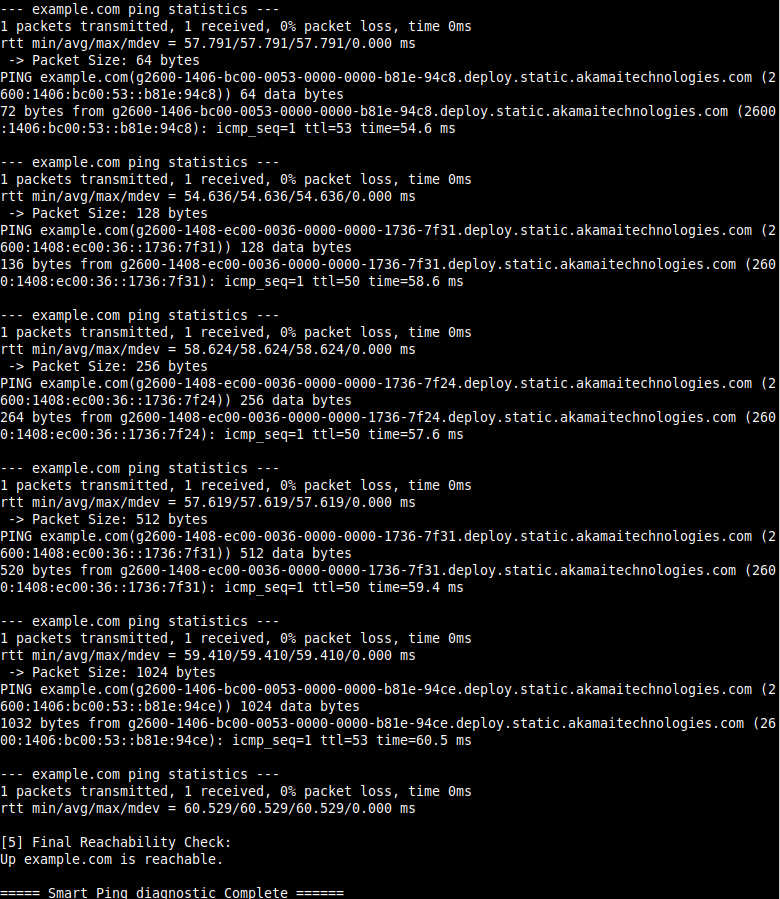 --- example.com ping statistics ---
1 packets transmitted, 1 received, 0% packet loss, time 0ms
rtt min/avg/max/mdev = 57.791/57.791/57.791/0.000 ms
 -> Packet Size: 64 bytes
PING example.com(g2600-1406-bc00-0053-0000-0000-b81e-94c8.deploy.static.akamaitechnologies.com (2
600:1406:bc00:53::b81e:94c8)) 64 data bytes
72 bytes from g2600-1406-bc00-0053-0000-0000-b81e-94c8.deploy.static.akamaitechnologies.com (2600
:1406:bc00:53::b81e:94c8): icmp_seq=1 ttl=53 time=54.6 ms

--- example.com ping statistics ---
1 packets transmitted, 1 received, 0% packet loss, time 0ms
rtt min/avg/max/mdev = 54.636/54.636/54.636/0.000 ms
 -> Packet Size: 128 bytes
PING example.com(g2600-1408-ec00-0036-0000-0000-1736-7f31.deploy.static.akamaitechnologies.com (2
600:1408:ec00:36::1736:7f31)) 128 data bytes
136 bytes from g2600-1408-ec00-0036-0000-0000-1736-7f31.deploy.static.akamaitechnologies.com (260
0:1408:ec00:36::1736:7f31): icmp_seq=1 ttl=50 time=58.6 ms

--- example.com ping statistics ---
1 packets transmitted, 1 received, 0% packet loss, time 0ms
rtt min/avg/max/mdev = 58.624/58.624/58.624/0.000 ms
 -> Packet Size: 256 bytes
PING example.com(g2600-1408-ec00-0036-0000-0000-1736-7f24.deploy.static.akamaitechnologies.com (2
600:1408:ec00:36::1736:7f24)) 256 data bytes
264 bytes from g2600-1408-ec00-0036-0000-0000-1736-7f24.deploy.static.akamaitechnologies.com (260
0:1408:ec00:36::1736:7f24): icmp_seq=1 ttl=50 time=57.6 ms

--- example.com ping statistics ---
1 packets transmitted, 1 received, 0% packet loss, time 0ms
rtt min/avg/max/mdev = 57.619/57.619/57.619/0.000 ms
 -> Packet Size: 512 bytes
PING example.com(g2600-1408-ec00-0036-0000-0000-1736-7f31.deploy.static.akamaitechnologies.com (2
600:1408:ec00:36::1736:7f31)) 512 data bytes
520 bytes from g2600-1408-ec00-0036-0000-0000-1736-7f31.deploy.static.akamaitechnologies.com (260
0:1408:ec00:36::1736:7f31): icmp_seq=1 ttl=50 time=59.4 ms

--- example.com ping statistics ---
1 packets transmitted, 1 received, 0% packet loss, time 0ms
rtt min/avg/max/mdev = 59.410/59.410/59.410/0.000 ms
 -> Packet Size: 1024 bytes
PING example.com(g2600-1406-bc00-0053-0000-0000-b81e-94ce.deploy.static.akamaitechnologies.com (2
600:1406:bc00:53::b81e:94ce)) 1024 data bytes
1032 bytes from g2600-1406-bc00-0053-0000-0000-b81e-94ce.deploy.static.akamaitechnologies.com (26
00:1406:bc00:53::b81e:94ce): icmp_seq=1 ttl=53 time=60.5 ms

--- example.com ping statistics ---
1 packets transmitted, 1 received, 0% packet loss, time 0ms
rtt min/avg/max/mdev = 60.529/60.529/60.529/0.000 ms

[5] Final Reachability Check:
Up example.com is reachable.

===== Smart Ping diagnostic Complete ======